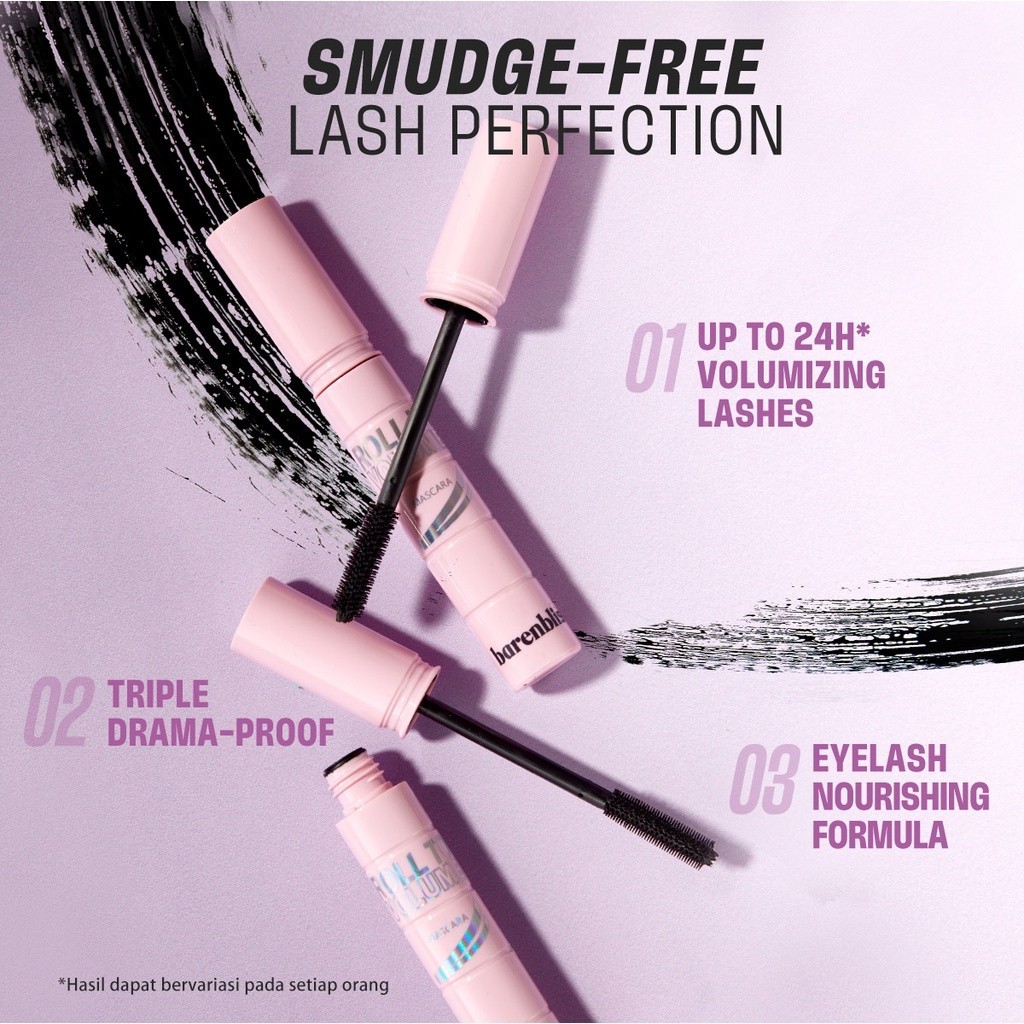 SMUDGE-FREE
LASH PERFECTION
01 UP TO 24H*
VOLUMIZING
LASHES
MASCARA
02 TRIPLE
DRAMA-PROOF
03 EYELASH
NOURISHING
FORMULA
MASCARA
*Hasil dapat bervariasi pada setiap orang